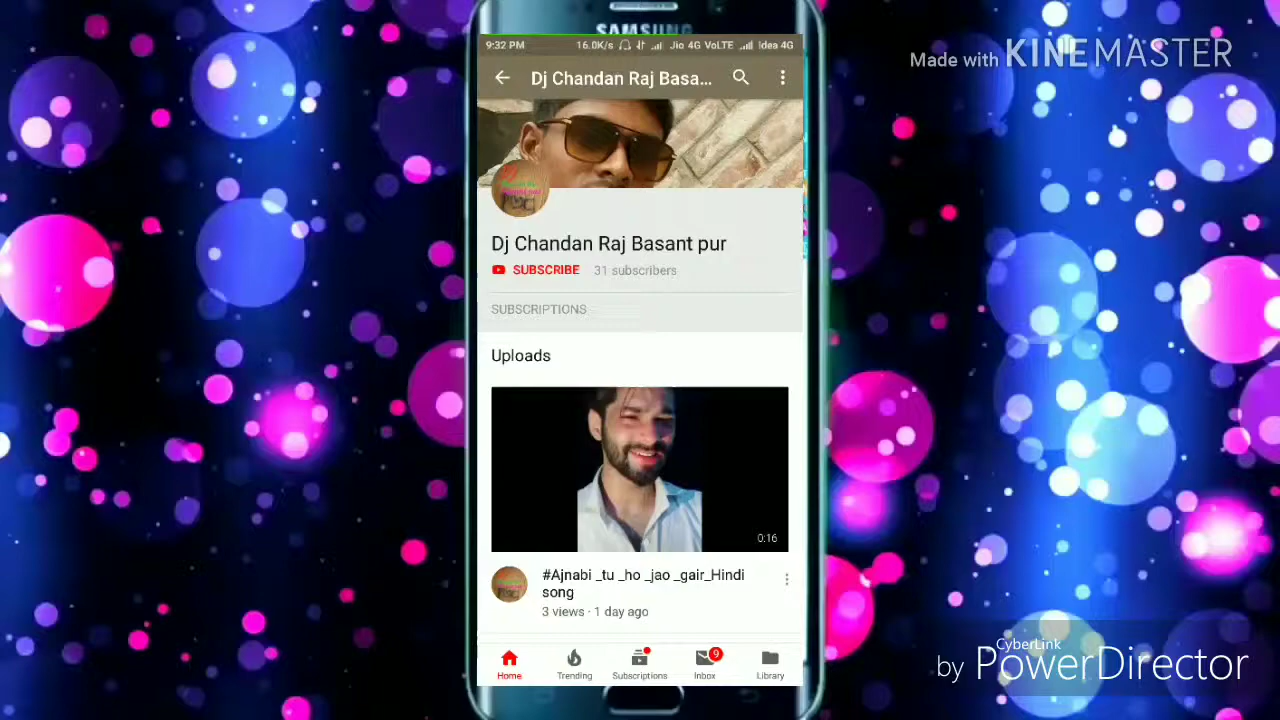 SAMSUNG
9:32 PM 16.0K/s Jio 4G VoLTE Idea 4G
Made with KINEMASTER
Dj Chandan Raj Basa...
Dj Chandan Raj Basant pur
SUBSCRIBE 31 subscribers
SUBSCRIPTIONS
Uploads
0:16
#Ajnabi _tu _ho _jao _gair_Hindi
song
3 views · 1 day ago
9
Home Trending Subscriptions Inbox Library
CyberLink
by PowerDirector